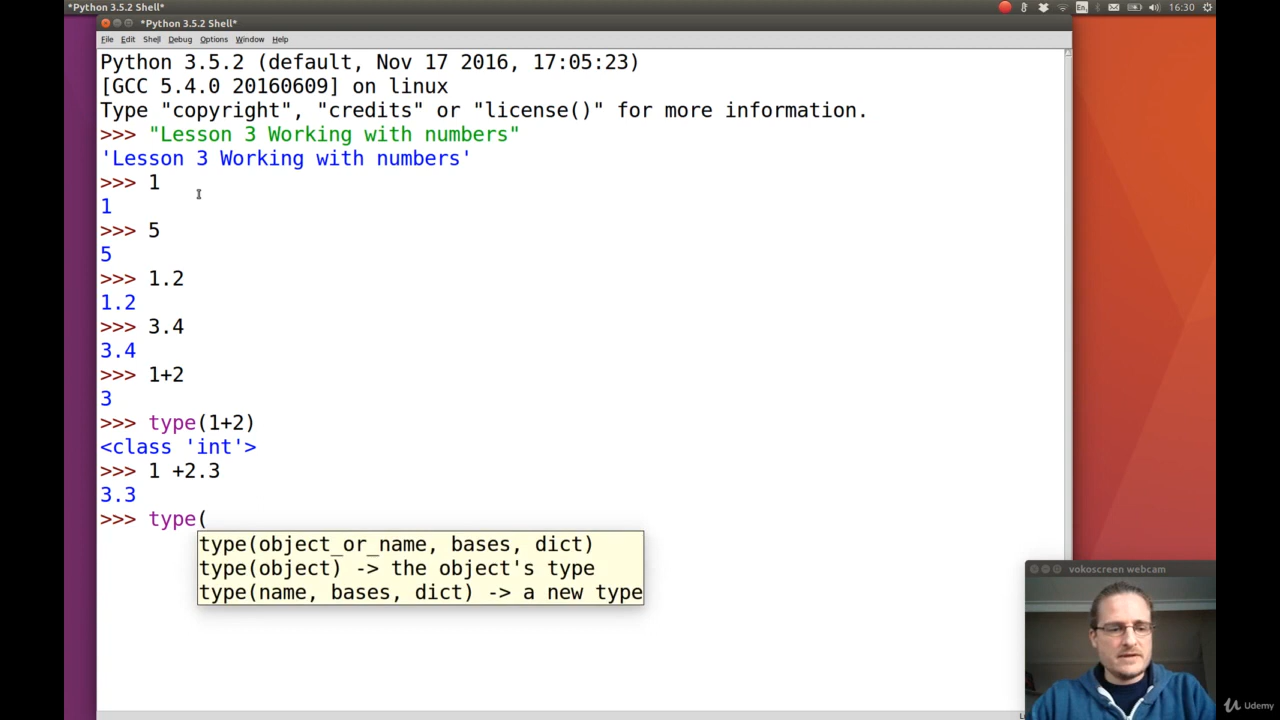 *Python 3.5.2 Shell*
16:30
*Python 3.5.2 Shell*
File Edit Shell Debug Options Window Help
Python 3.5.2 (default, Nov 17 2016, 17:05:23)
[GCC 5.4.0 20160609] on linux
Type "copyright", "credits" or "license()" for more information.
>>> "Lesson 3 Working with numbers"
'Lesson 3 Working with numbers'
>>> 1
1
>>> 5
5
>>> 1.2
1.2
>>> 3.4
3.4
>>> 1+2
3
>>> type(1+2)
<class 'int'>
>>> 1 +2.3
3.3
>>> type(
type(object_or_name, bases, dict)
type(object) -> the object's type
type(name, bases, dict) -> a new type
vokoscreen webcam
Udemy